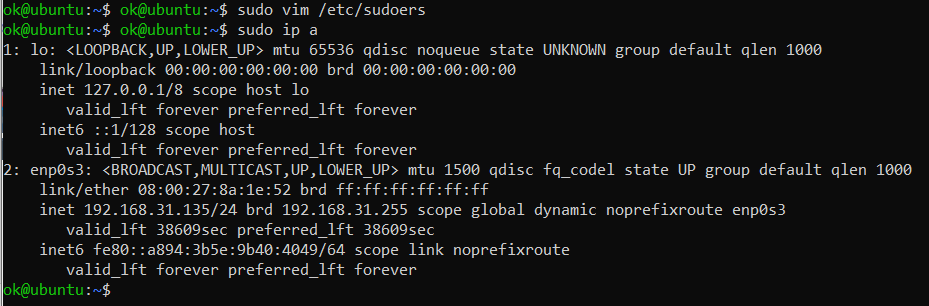 ok@ubuntu:~$ ok@ubuntu:~$ sudo vim /etc/sudoers
ok@ubuntu:~$ ok@ubuntu:~$ sudo ip a
1: lo: <LOOPBACK,UP,LOWER_UP> mtu 65536 qdisc noqueue state UNKNOWN group default qlen 1000
    link/loopback 00:00:00:00:00:00 brd 00:00:00:00:00:00
    inet 127.0.0.1/8 scope host lo
       valid_lft forever preferred_lft forever
    inet6 ::1/128 scope host
       valid_lft forever preferred_lft forever
2: enp0s3: <BROADCAST,MULTICAST,UP,LOWER_UP> mtu 1500 qdisc fq_codel state UP group default qlen 1000
    link/ether 08:00:27:8a:1e:52 brd ff:ff:ff:ff:ff:ff
    inet 192.168.31.135/24 brd 192.168.31.255 scope global dynamic noprefixroute enp0s3
       valid_lft 38609sec preferred_lft 38609sec
    inet6 fe80::a894:3b5e:9b40:4049/64 scope link noprefixroute
       valid_lft forever preferred_lft forever
ok@ubuntu:~$